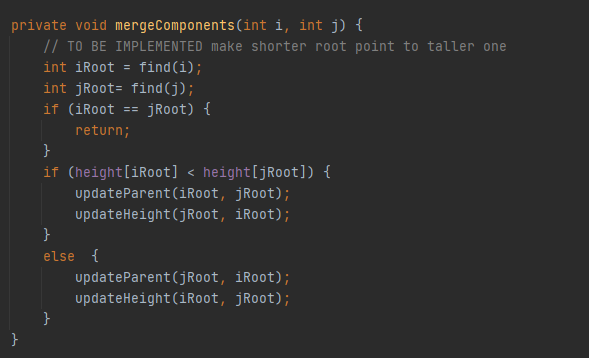 private void mergeComponents(int i, int j) {
    // TO BE IMPLEMENTED make shorter root point to taller one
    int iRoot = find(i);
    int jRoot= find(j);
    if (iRoot == jRoot) {
        return;
    }
    if (height[iRoot] < height[jRoot]) {
        updateParent(iRoot, jRoot);
        updateHeight(jRoot, iRoot);
    }
    else  {
        updateParent(jRoot, iRoot);
        updateHeight(iRoot, jRoot);
    }
}